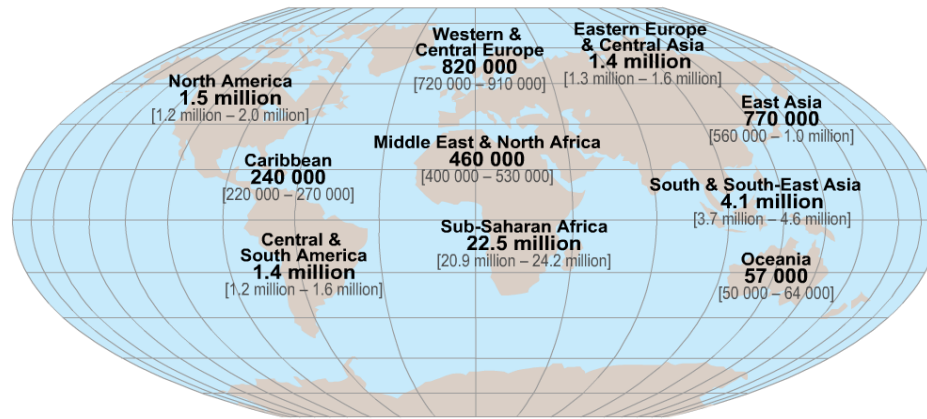 Western &
Central Europe
820 000
[720 000 – 910 000]
Eastern Europe
& Central Asia
1.4 million
[1.3 million – 1.6 million]
North America
1.5 million
[1.2 million – 2.0 million]
East Asia
770 000
[560 000 – 1.0 million]
Middle East & North Africa
460 000
[400 000 – 530 000]
Caribbean
240 000
[220 000 – 270 000]
South & South-East Asia
4.1 million
[3.7 million – 4.6 million]
Sub-Saharan Africa
22.5 million
[20.9 million – 24.2 million]
Central &
South America
1.4 million
[1.2 million – 1.6 million]
Oceania
57 000
[50 000 – 64 000]